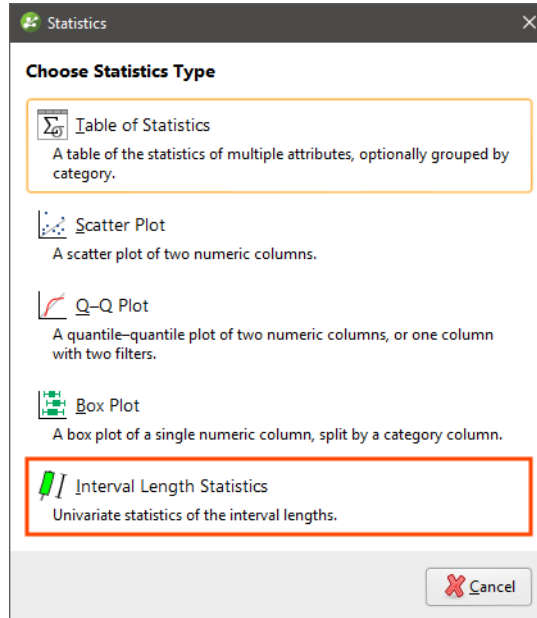 Statistics
Choose Statistics Type
Table of Statistics
A table of the statistics of multiple attributes, optionally grouped by
category.
Scatter Plot
A scatter plot of two numeric columns.
Q–Q Plot
A quantile–quantile plot of two numeric columns, or one column
with two filters.
Box Plot
A box plot of a single numeric column, split by a category column.
Interval Length Statistics
Univariate statistics of the interval lengths.
Cancel